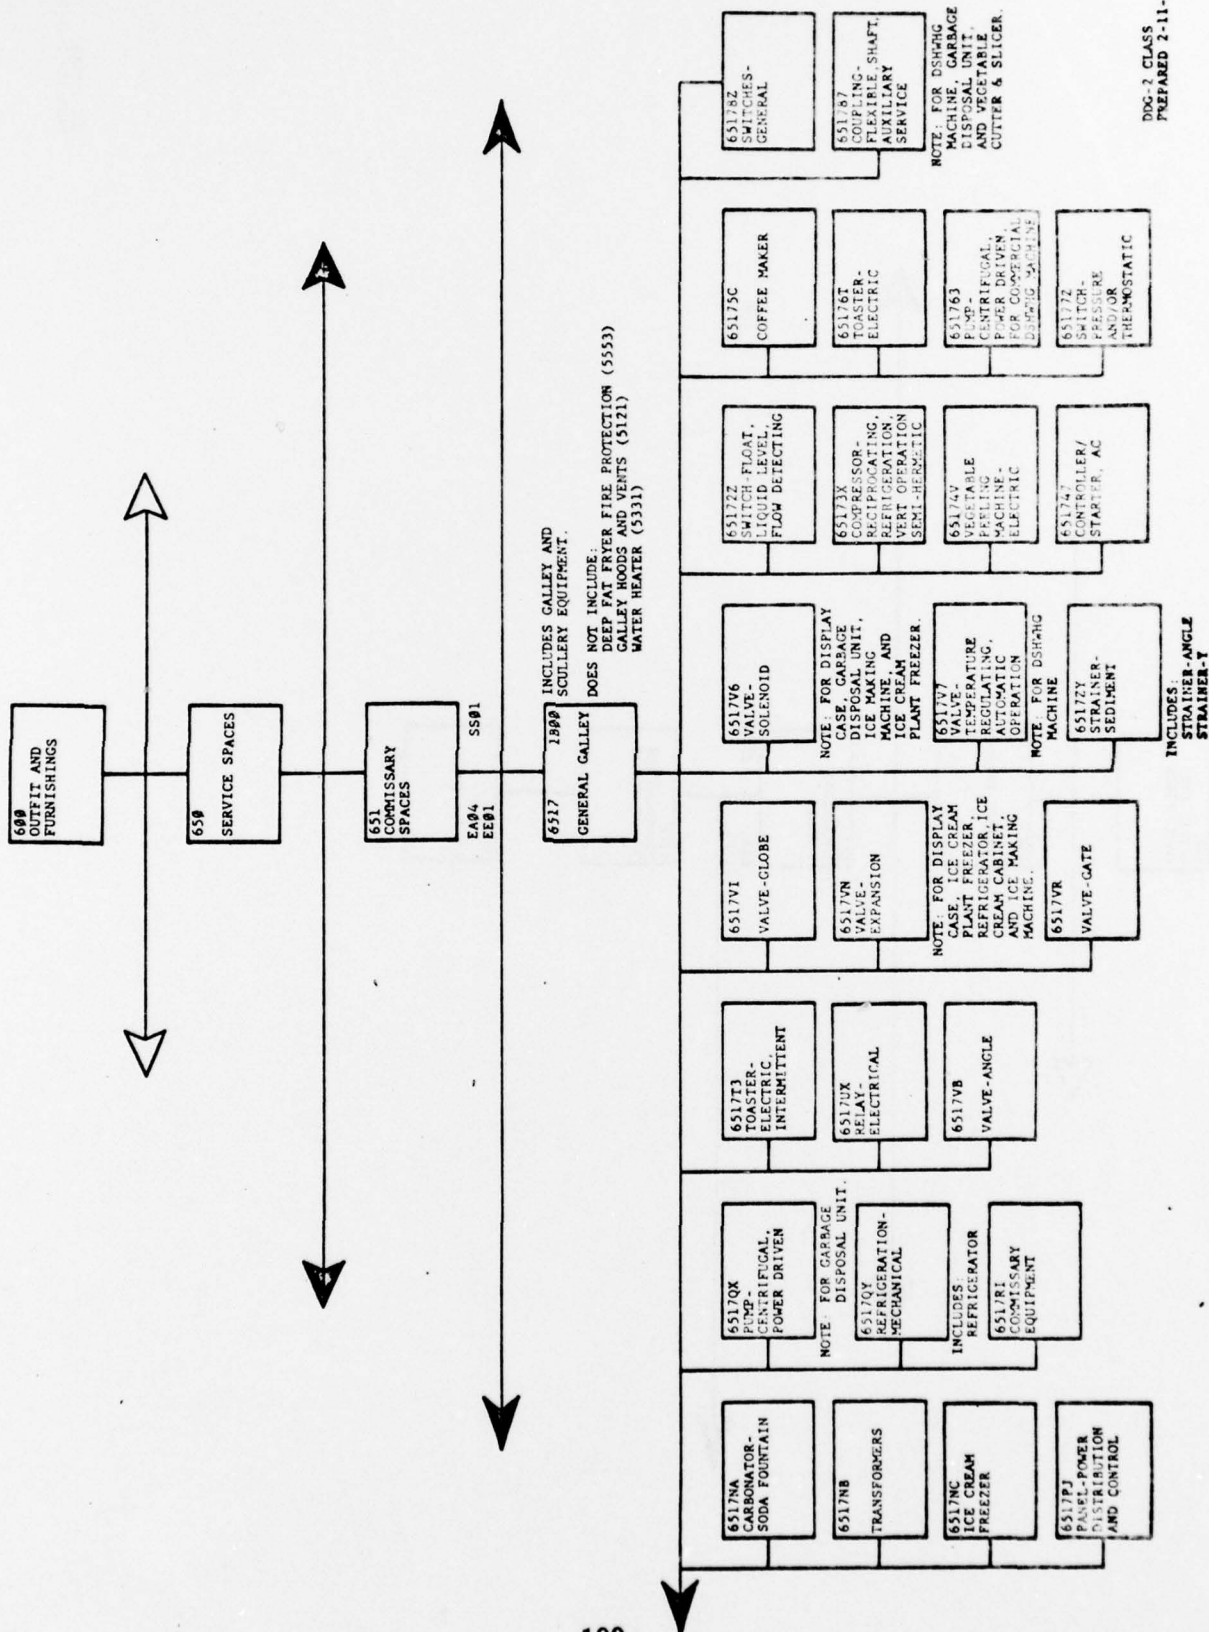 600
OUTFIT AND
FURNISHINGS
650
SERVICE SPACES
651
COMMISSARY
SPACES
EA04
EE01
SS01
6517 1B00
GENERAL GALLEY
INCLUDES GALLEY AND
SCULLERY EQUIPMENT.
DOES NOT INCLUDE:
DEEP FAT FRYER FIRE PROTECTION (5553)
GALLEY HOODS AND VENTS (5121)
WATER HEATER (5331)
6517NA
CARBONATOR-
SODA FOUNTAIN
6517NB
TRANSFORMERS
6517NC
ICE CREAM
FREEZER
6517PJ
PANEL-POWER
DISTRIBUTION
AND CONTROL
6517QX
PUMP-
CENTRIFUGAL,
POWER DRIVEN
NOTE: FOR GARBAGE
DISPOSAL UNIT.
6517QY
REFRIGERATION-
MECHANICAL
INCLUDES:
REFRIGERATOR
6517RI
COMMISSARY
EQUIPMENT
6517T3
TOASTER-
ELECTRIC,
INTERMITTENT
6517UX
RELAY-
ELECTRICAL
6517VB
VALVE-ANGLE
6517VI
VALVE-GLOBE
6517VN
VALVE-
EXPANSION
NOTE: FOR DISPLAY
CASE, ICE CREAM
PLANT FREEZER,
REFRIGERATOR, ICE
CREAM CABINET,
AND ICE MAKING
MACHINE.
6517VR
VALVE-GATE
6517V6
VALVE-
SOLENOID
NOTE: FOR DISPLAY
CASE, GARBAGE
DISPOSAL UNIT,
ICE MAKING
MACHINE, AND
ICE CREAM
PLANT FREEZER.
6517V7
VALVE-
TEMPERATURE
REGULATING,
AUTOMATIC
OPERATION
NOTE: FOR DSHWHG
MACHINE
6517ZY
STRAINER-
SEDIMENT
INCLUDES:
STRAINER-ANGLE
STRAINER-Y
65172Z
SWITCH-FLOAT,
LIQUID LEVEL,
FLOW DETECTING
65173X
COMPRESSOR-
RECIPROCATING,
REFRIGERATION,
VERT OPERATION
SEMI-HERMETIC
65174V
VEGETABLE
PEELING
MACHINE-
ELECTRIC
651747
CONTROLLER/
STARTER, AC
65175C
COFFEE MAKER
65176T
TOASTER-
ELECTRIC
651763
PUMP-
CENTRIFUGAL,
POWER DRIVEN,
FOR COMMERCIAL
DSHWHG MACHINE
65177Z
SWITCH-
PRESSURE
AND/OR
THERMOSTATIC
65178Z
SWITCHES-
GENERAL
651787
COUPLING-
FLEXIBLE, SHAFT,
AUXILIARY
SERVICE
NOTE: FOR DSHWHG
MACHINE, GARBAGE
DISPOSAL UNIT,
AND VEGETABLE
CUTTER & SLICER.
DDG-2 CLASS
PREPARED 2-11-